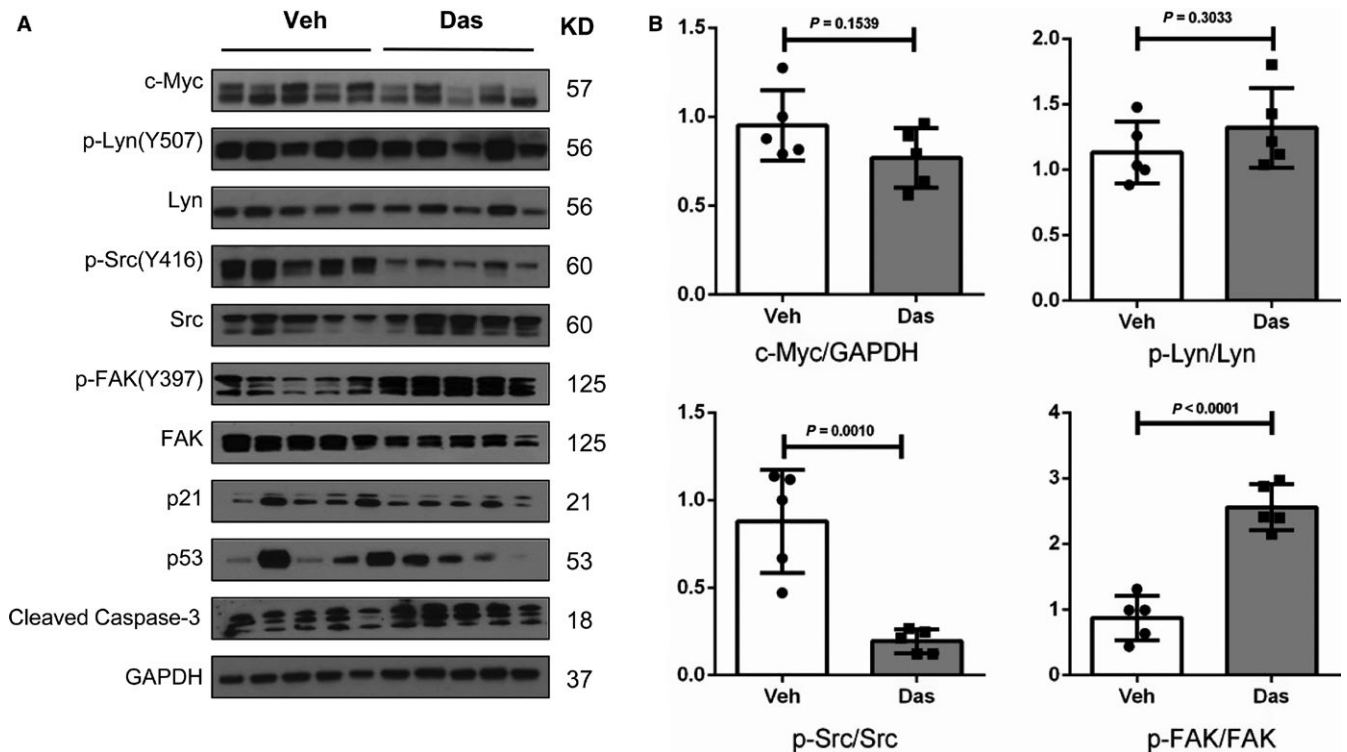 A
Veh Das KD
c-Myc 57
p-Lyn(Y507) 56
Lyn 56
p-Src(Y416) 60
Src 60
p-FAK(Y397) 125
FAK 125
p21 21
p53 53
Cleaved Caspase-3 18
GAPDH 37
B
P = 0.1539
1.5
1.0
0.5
0.0
Veh Das
c-Myc/GAPDH
P = 0.3033
2.0
1.5
1.0
0.5
0.0
Veh Das
p-Lyn/Lyn
P = 0.0010
1.5
1.0
0.5
0.0
Veh Das
p-Src/Src
P < 0.0001
4
3
2
1
0
Veh Das
p-FAK/FAK